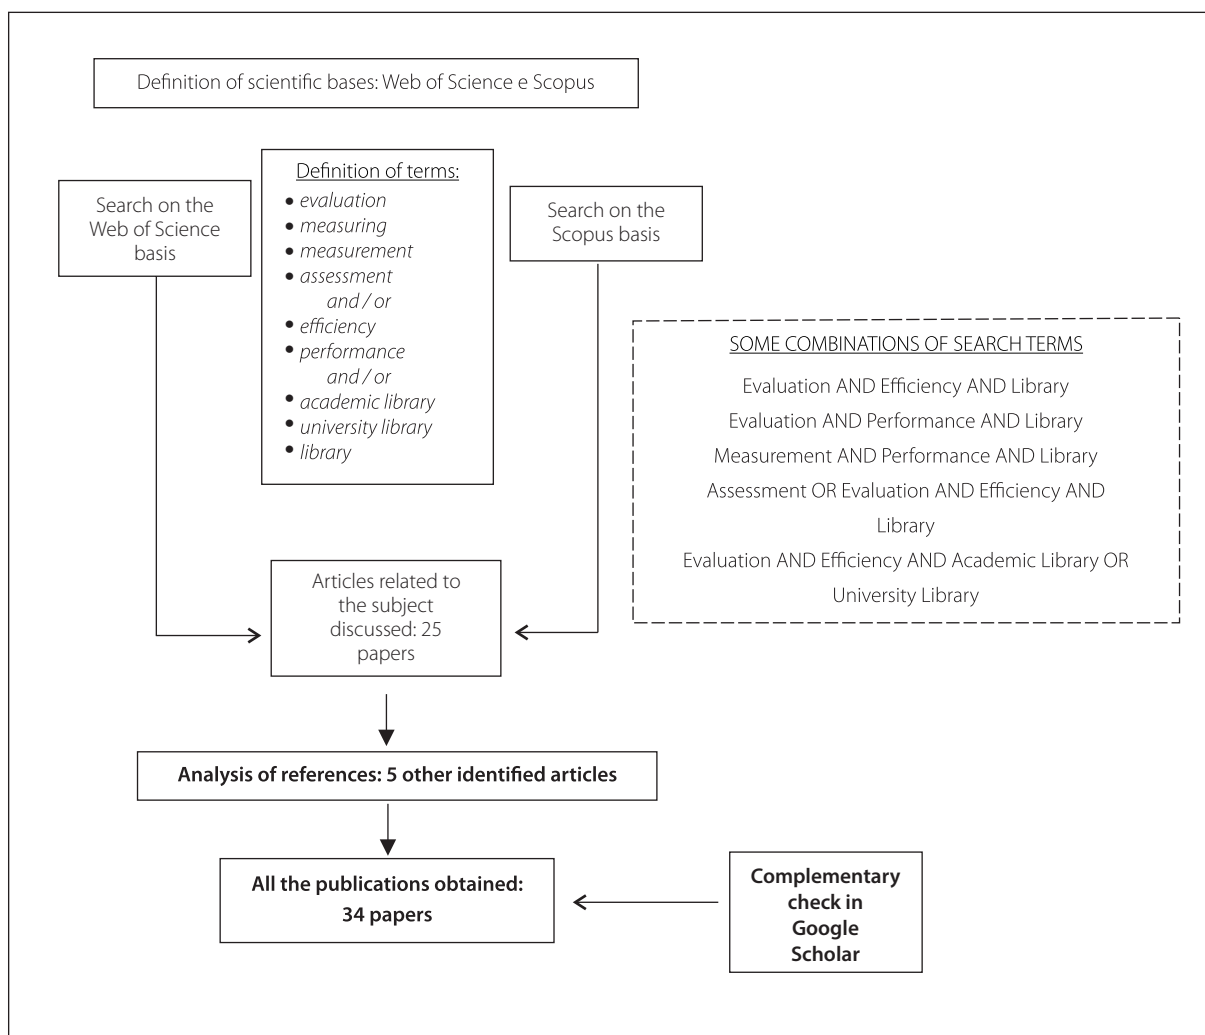 Definition of scientific bases: Web of Science e Scopus
Search on the
Web of Science
basis
Definition of terms:
• evaluation
• measuring
• measurement
• assessment
and / or
• efficiency
• performance
and / or
• academic library
• university library
• library
Search on the
Scopus basis
SOME COMBINATIONS OF SEARCH TERMS
Evaluation AND Efficiency AND Library
Evaluation AND Performance AND Library
Measurement AND Performance AND Library
Assessment OR Evaluation AND Efficiency AND
Library
Evaluation AND Efficiency AND Academic Library OR
University Library
Articles related to
the subject
discussed: 25
papers
Analysis of references: 5 other identified articles
All the publications obtained:
34 papers
Complementary
check in
Google
Scholar